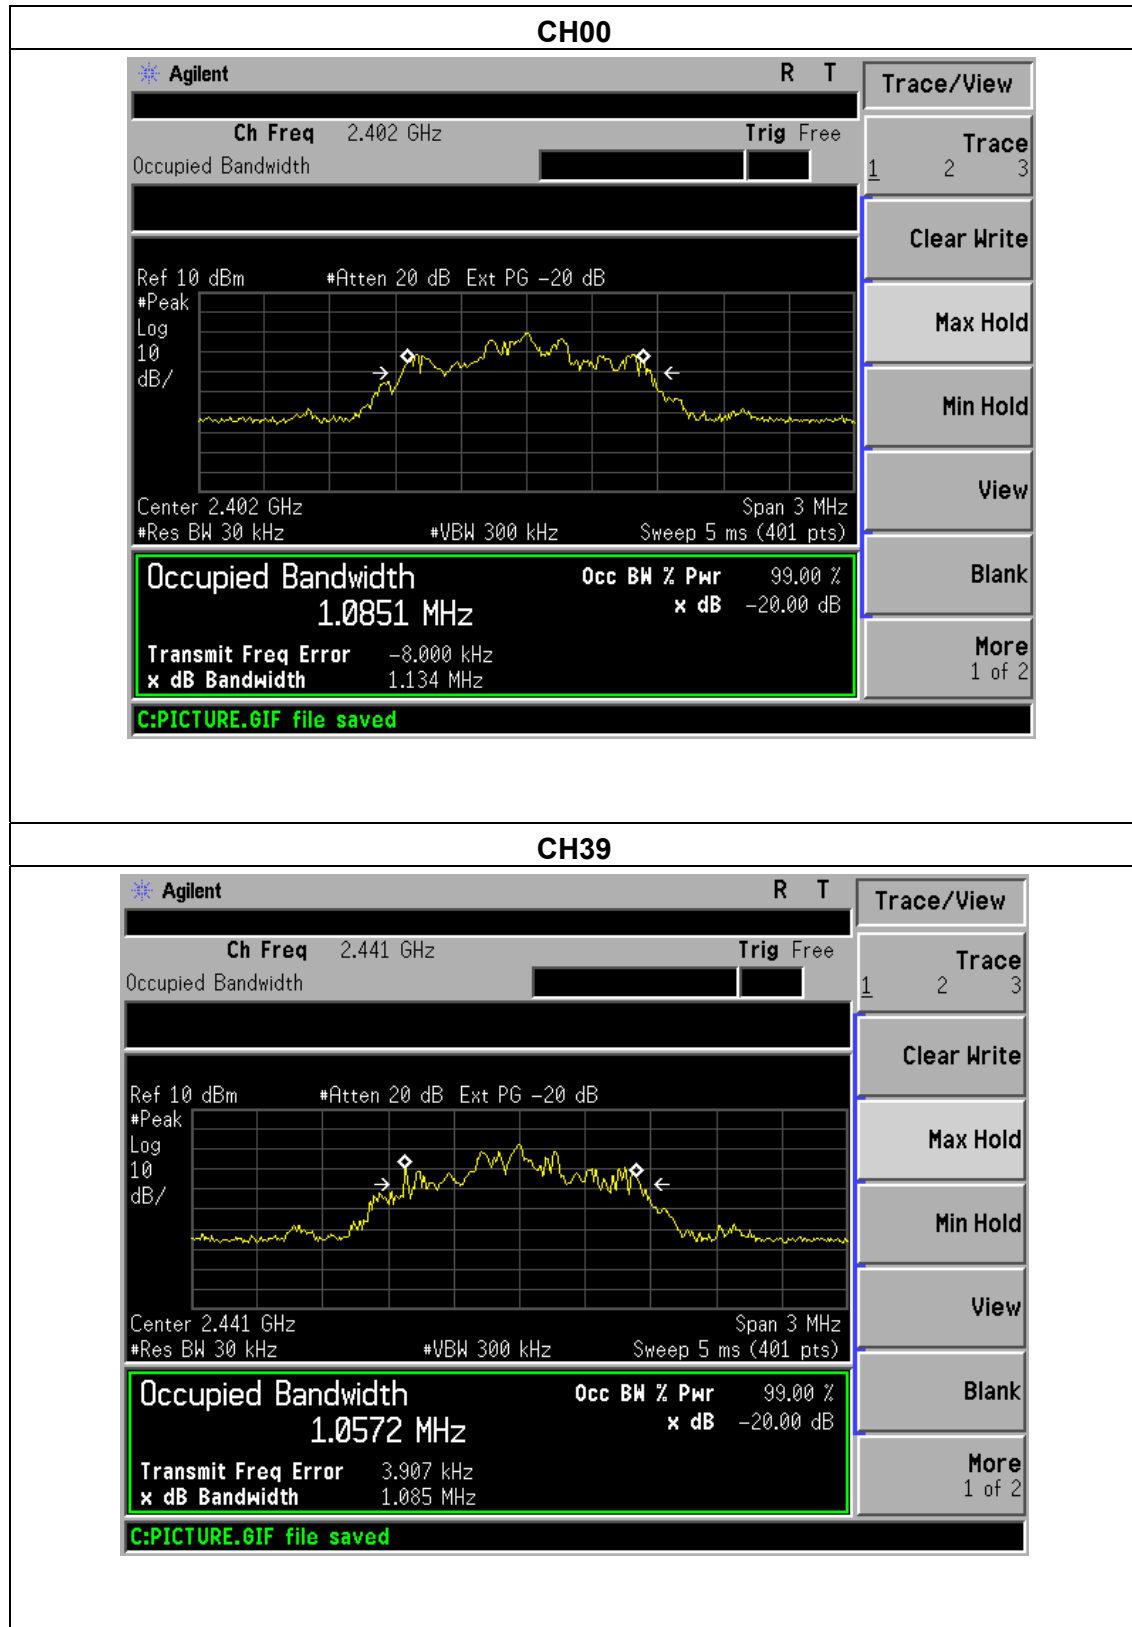 CH00
Agilent R T
Trace/View
Ch Freq 2.402 GHz Trig Free
Occupied Bandwidth
Trace
1 2 3
Clear Write
Ref 10 dBm #Atten 20 dB Ext PG −20 dB
#Peak
Log
10
dB/
Max Hold
Min Hold
View
Center 2.402 GHz Span 3 MHz
#Res BW 30 kHz #VBW 300 kHz Sweep 5 ms (401 pts)
Occupied Bandwidth Occ BW % Pwr 99.00 %
1.0851 MHz x dB −20.00 dB
Blank
Transmit Freq Error −8.000 kHz
x dB Bandwidth 1.134 MHz
More
1 of 2
C:PICTURE.GIF file saved
CH39
Agilent R T
Trace/View
Ch Freq 2.441 GHz Trig Free
Occupied Bandwidth
Trace
1 2 3
Clear Write
Ref 10 dBm #Atten 20 dB Ext PG −20 dB
#Peak
Log
10
dB/
Max Hold
Min Hold
View
Center 2.441 GHz Span 3 MHz
#Res BW 30 kHz #VBW 300 kHz Sweep 5 ms (401 pts)
Occupied Bandwidth Occ BW % Pwr 99.00 %
1.0572 MHz x dB −20.00 dB
Blank
Transmit Freq Error 3.907 kHz
x dB Bandwidth 1.085 MHz
More
1 of 2
C:PICTURE.GIF file saved